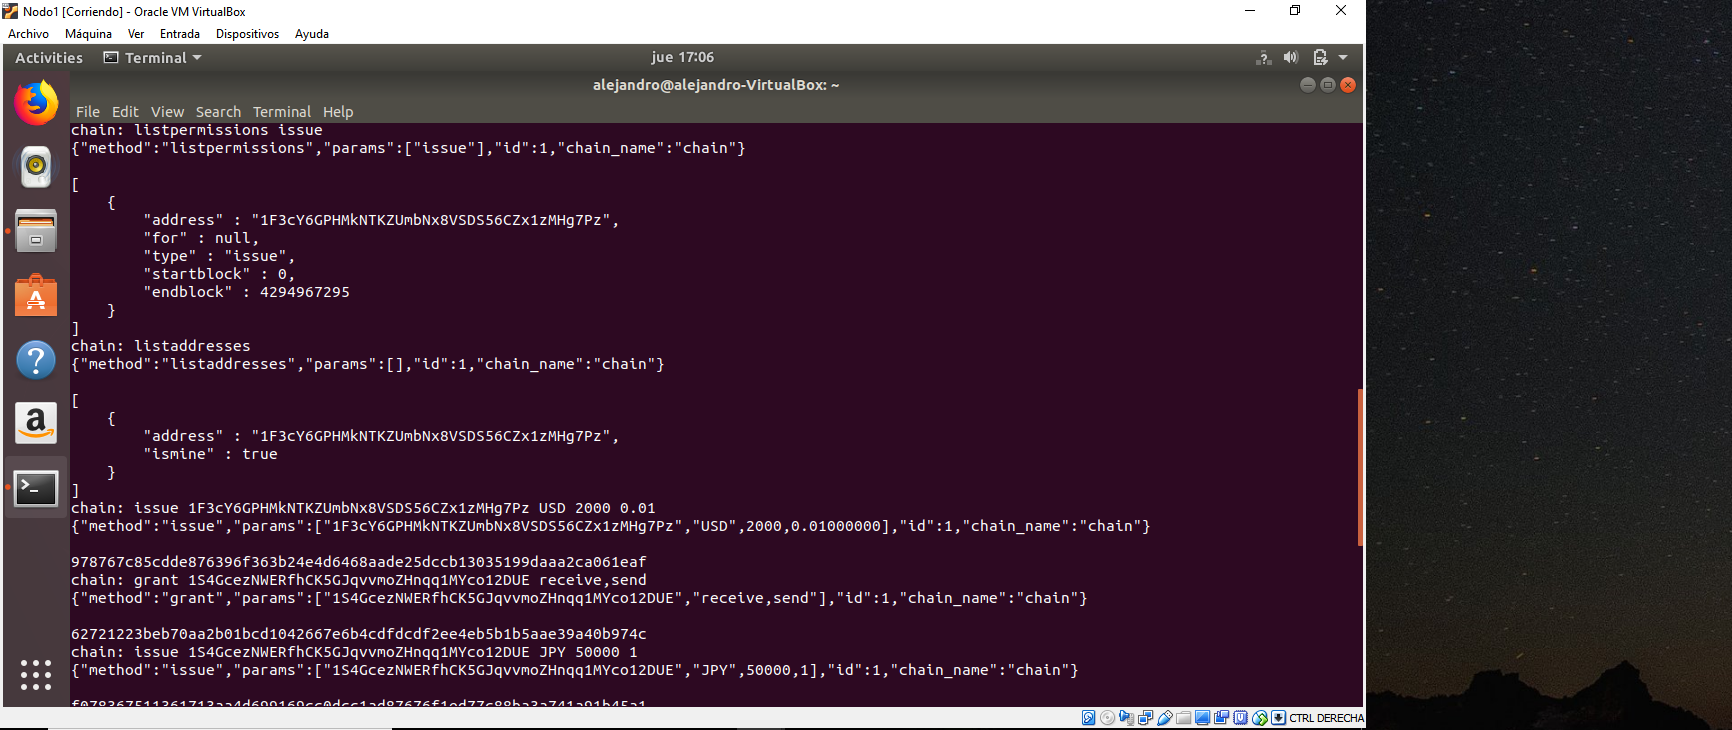 Nodo1 [Corriendo] - Oracle VM VirtualBox
Archivo Máquina Ver Entrada Dispositivos Ayuda
Activities Terminal jue 17:06
alejandro@alejandro-VirtualBox: ~
File Edit View Search Terminal Help
chain: listpermissions issue
{"method":"listpermissions","params":["issue"],"id":1,"chain_name":"chain"}
[
{
"address" : "1F3cY6GPHMkNTKZUmbNx8VSDS56CZx1zMHg7Pz",
"for" : null,
"type" : "issue",
"startblock" : 0,
"endblock" : 4294967295
}
]
chain: listaddresses
{"method":"listaddresses","params":[],"id":1,"chain_name":"chain"}
[
{
"address" : "1F3cY6GPHMkNTKZUmbNx8VSDS56CZx1zMHg7Pz",
"ismine" : true
}
]
chain: issue 1F3cY6GPHMkNTKZUmbNx8VSDS56CZx1zMHg7Pz USD 2000 0.01
{"method":"issue","params":["1F3cY6GPHMkNTKZUmbNx8VSDS56CZx1zMHg7Pz","USD",2000,0.01000000],"id":1,"chain_name":"chain"}
978767c85cdde876396f363b24e4d6468aade25dccb13035199daaa2ca061eaf
chain: grant 1S4GcezNWERfhCK5GJqvvmoZHnqq1MYco12DUE receive,send
{"method":"grant","params":["1S4GcezNWERfhCK5GJqvvmoZHnqq1MYco12DUE","receive,send"],"id":1,"chain_name":"chain"}
62721223beb70aa2b01bcd1042667e6b4cdfdcdf2ee4eb5b1b5aae39a40b974c
chain: issue 1S4GcezNWERfhCK5GJqvvmoZHnqq1MYco12DUE JPY 50000 1
{"method":"issue","params":["1S4GcezNWERfhCK5GJqvvmoZHnqq1MYco12DUE","JPY",50000,1],"id":1,"chain_name":"chain"}
CTRL DERECHA